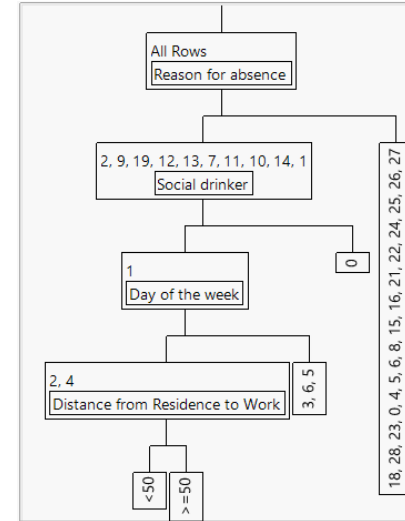 All Rows
Reason for absence
2, 9, 19, 12, 13, 7, 11, 10, 14, 1
Social drinker
18, 28, 23, 0, 4, 5, 6, 8, 15, 16, 21, 22, 24, 25, 26, 27
1
Day of the week
0
2, 4
Distance from Residence to Work
3, 6, 5
<50
>=50